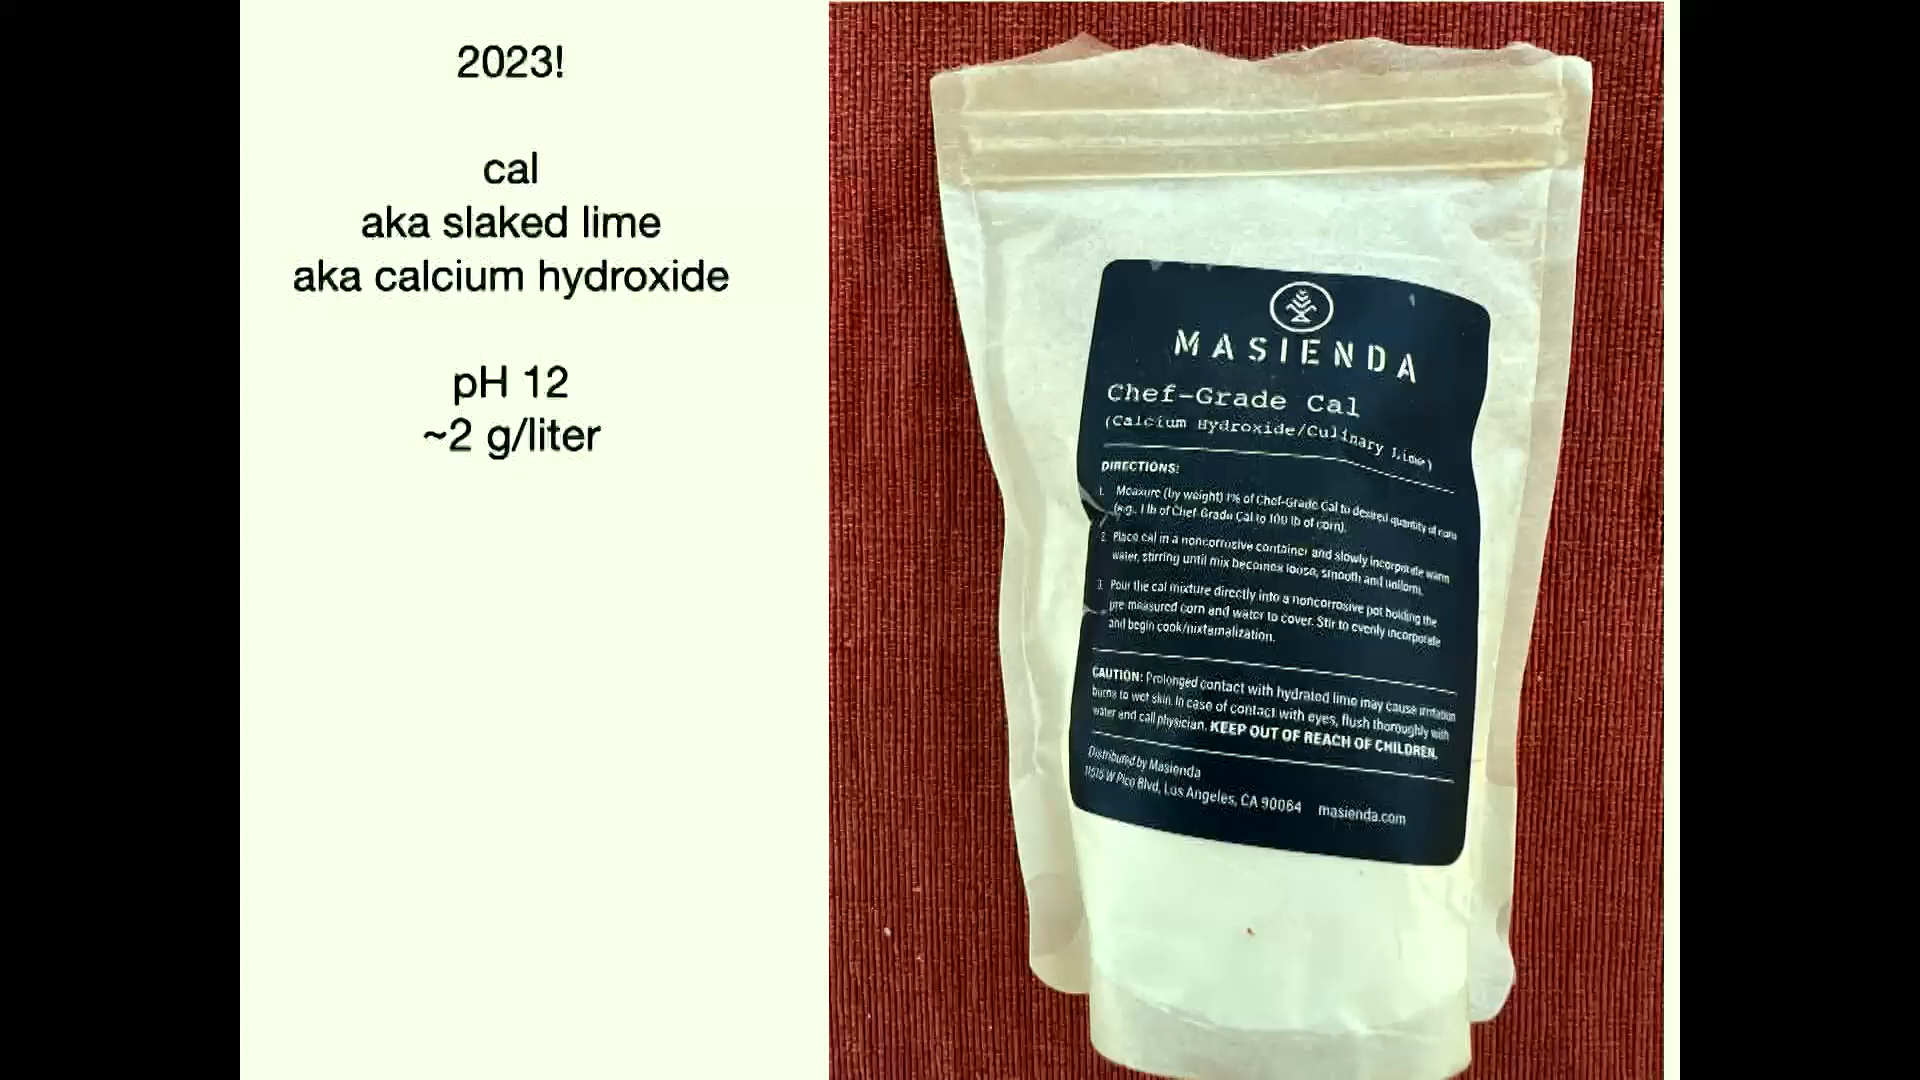 2023!
cal
aka slaked lime
aka calcium hydroxide
pH 12
~2 g/liter
MASIENDA
Chef-Grade Cal
(Calcium Hydroxide/Culinary Lime)
DIRECTIONS:
1. Measure (by weight) 1% of Chef-Grade Cal to desired quantity of corn
(e.g., 1 lb of Chef Grade Cal to 100 lb of corn).
2. Place cal in a noncorrosive container and slowly incorporate warm
water, stirring until mix becomes loose, smooth and uniform.
3. Pour the cal mixture directly into a noncorrosive pot holding the
pre measured corn and water to cover. Stir to evenly incorporate
and begin cook/nixtamalization.
CAUTION: Prolonged contact with hydrated lime may cause irritation
burns to wet skin. In case of contact with eyes, flush thoroughly with
water and call physician. KEEP OUT OF REACH OF CHILDREN.
Distributed by Masienda
11515 W Pico Blvd, Los Angeles, CA 90064 masienda.com